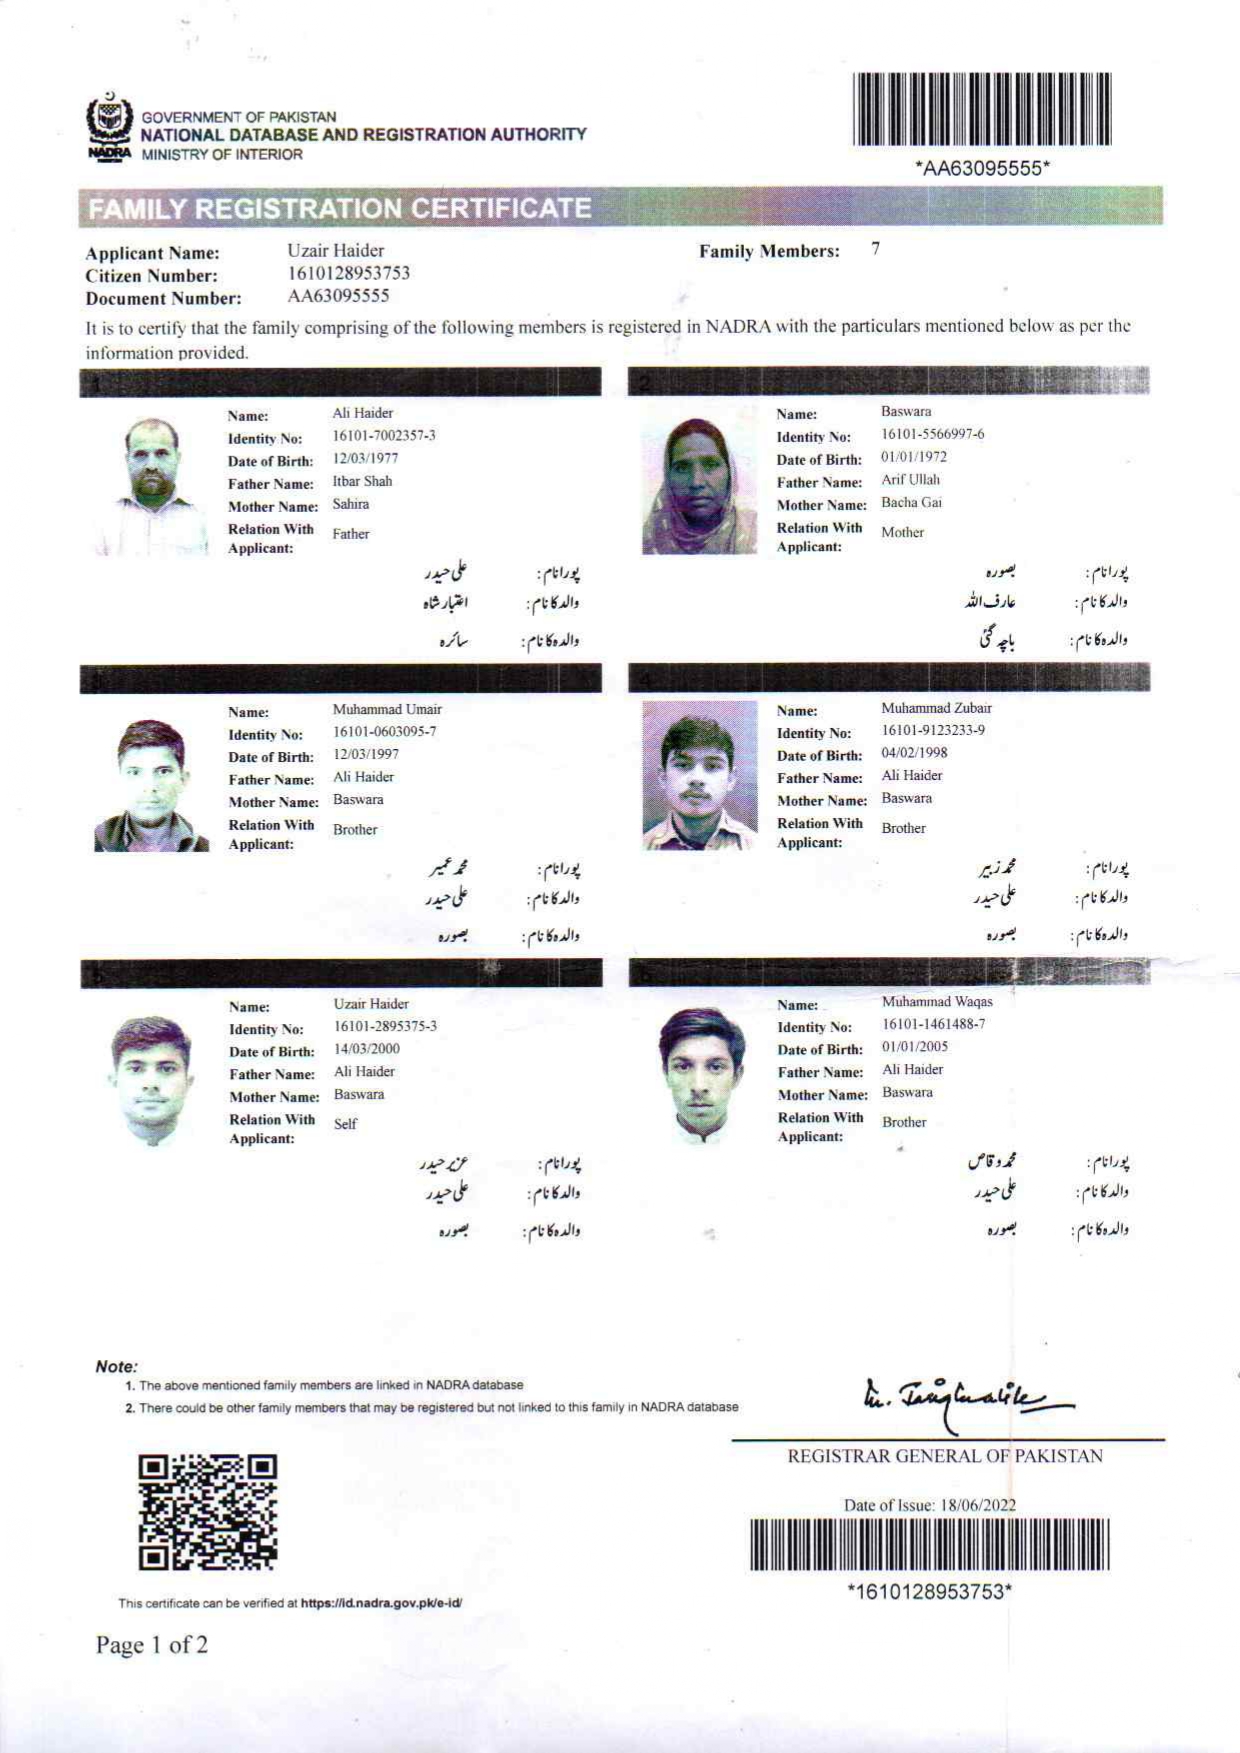 GOVERNMENT OF PAKISTAN
NATIONAL DATABASE AND REGISTRATION AUTHORITY
MINISTRY OF INTERIOR
NADRA
*AA63095555*
FAMILY REGISTRATION CERTIFICATE
Applicant Name: Uzair Haider
Family Members: 7
Citizen Number: 1610128953753
Document Number: AA63095555
It is to certify that the family comprising of the following members is registered in NADRA with the particulars mentioned below as per the
information provided.
1
Name: Ali Haider
Identity No: 16101-7002357-3
Date of Birth: 12/03/1977
Father Name: Itbar Shah
Mother Name: Sahira
Relation With Father
Applicant:
پورا نام: علی حیدر
والد کا نام: اعتبار شاہ
والدہ کا نام: سائرہ
2
Name: Baswara
Identity No: 16101-5566997-6
Date of Birth: 01/01/1972
Father Name: Arif Ullah
Mother Name: Bacha Gai
Relation With Mother
Applicant:
پورا نام: بصورہ
والد کا نام: عارف اللہ
والدہ کا نام: باچہ گئی
3
Name: Muhammad Umair
Identity No: 16101-0603095-7
Date of Birth: 12/03/1997
Father Name: Ali Haider
Mother Name: Baswara
Relation With Brother
Applicant:
پورا نام: محمد عمیر
والد کا نام: علی حیدر
والدہ کا نام: بصورہ
4
Name: Muhammad Zubair
Identity No: 16101-9123233-9
Date of Birth: 04/02/1998
Father Name: Ali Haider
Mother Name: Baswara
Relation With Brother
Applicant:
پورا نام: محمد زبیر
والد کا نام: علی حیدر
والدہ کا نام: بصورہ
5
Name: Uzair Haider
Identity No: 16101-2895375-3
Date of Birth: 14/03/2000
Father Name: Ali Haider
Mother Name: Baswara
Relation With Self
Applicant:
پورا نام: عزیر حیدر
والد کا نام: علی حیدر
والدہ کا نام: بصورہ
6
Name: Muhammad Waqas
Identity No: 16101-1461488-7
Date of Birth: 01/01/2005
Father Name: Ali Haider
Mother Name: Baswara
Relation With Brother
Applicant:
پورا نام: محمد وقاص
والد کا نام: علی حیدر
والدہ کا نام: بصورہ
Note:
1. The above mentioned family members are linked in NADRA database
2. There could be other family members that may be registered but not linked to this family in NADRA database
REGISTRAR GENERAL OF PAKISTAN
Date of Issue: 18/06/2022
*1610128953753*
This certificate can be verified at https://id.nadra.gov.pk/e-id/
Page 1 of 2